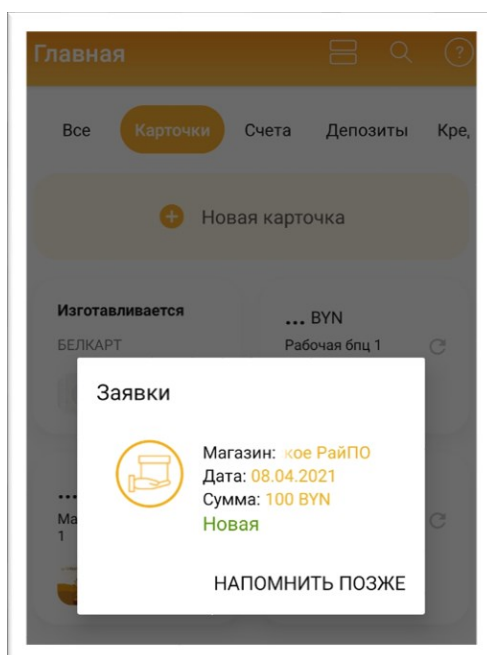 Главная
?
Все Карточки Счета Депозиты Кре,
Новая карточка
Изготавливается
БЕЛКАРТ
... BYN
Рабочая бпц 1
Заявки
Магазин: кое РайПО
Дата: 08.04.2021
Сумма: 100 BYN
Новая
...
Ма
1
НАПОМНИТЬ ПОЗЖЕ